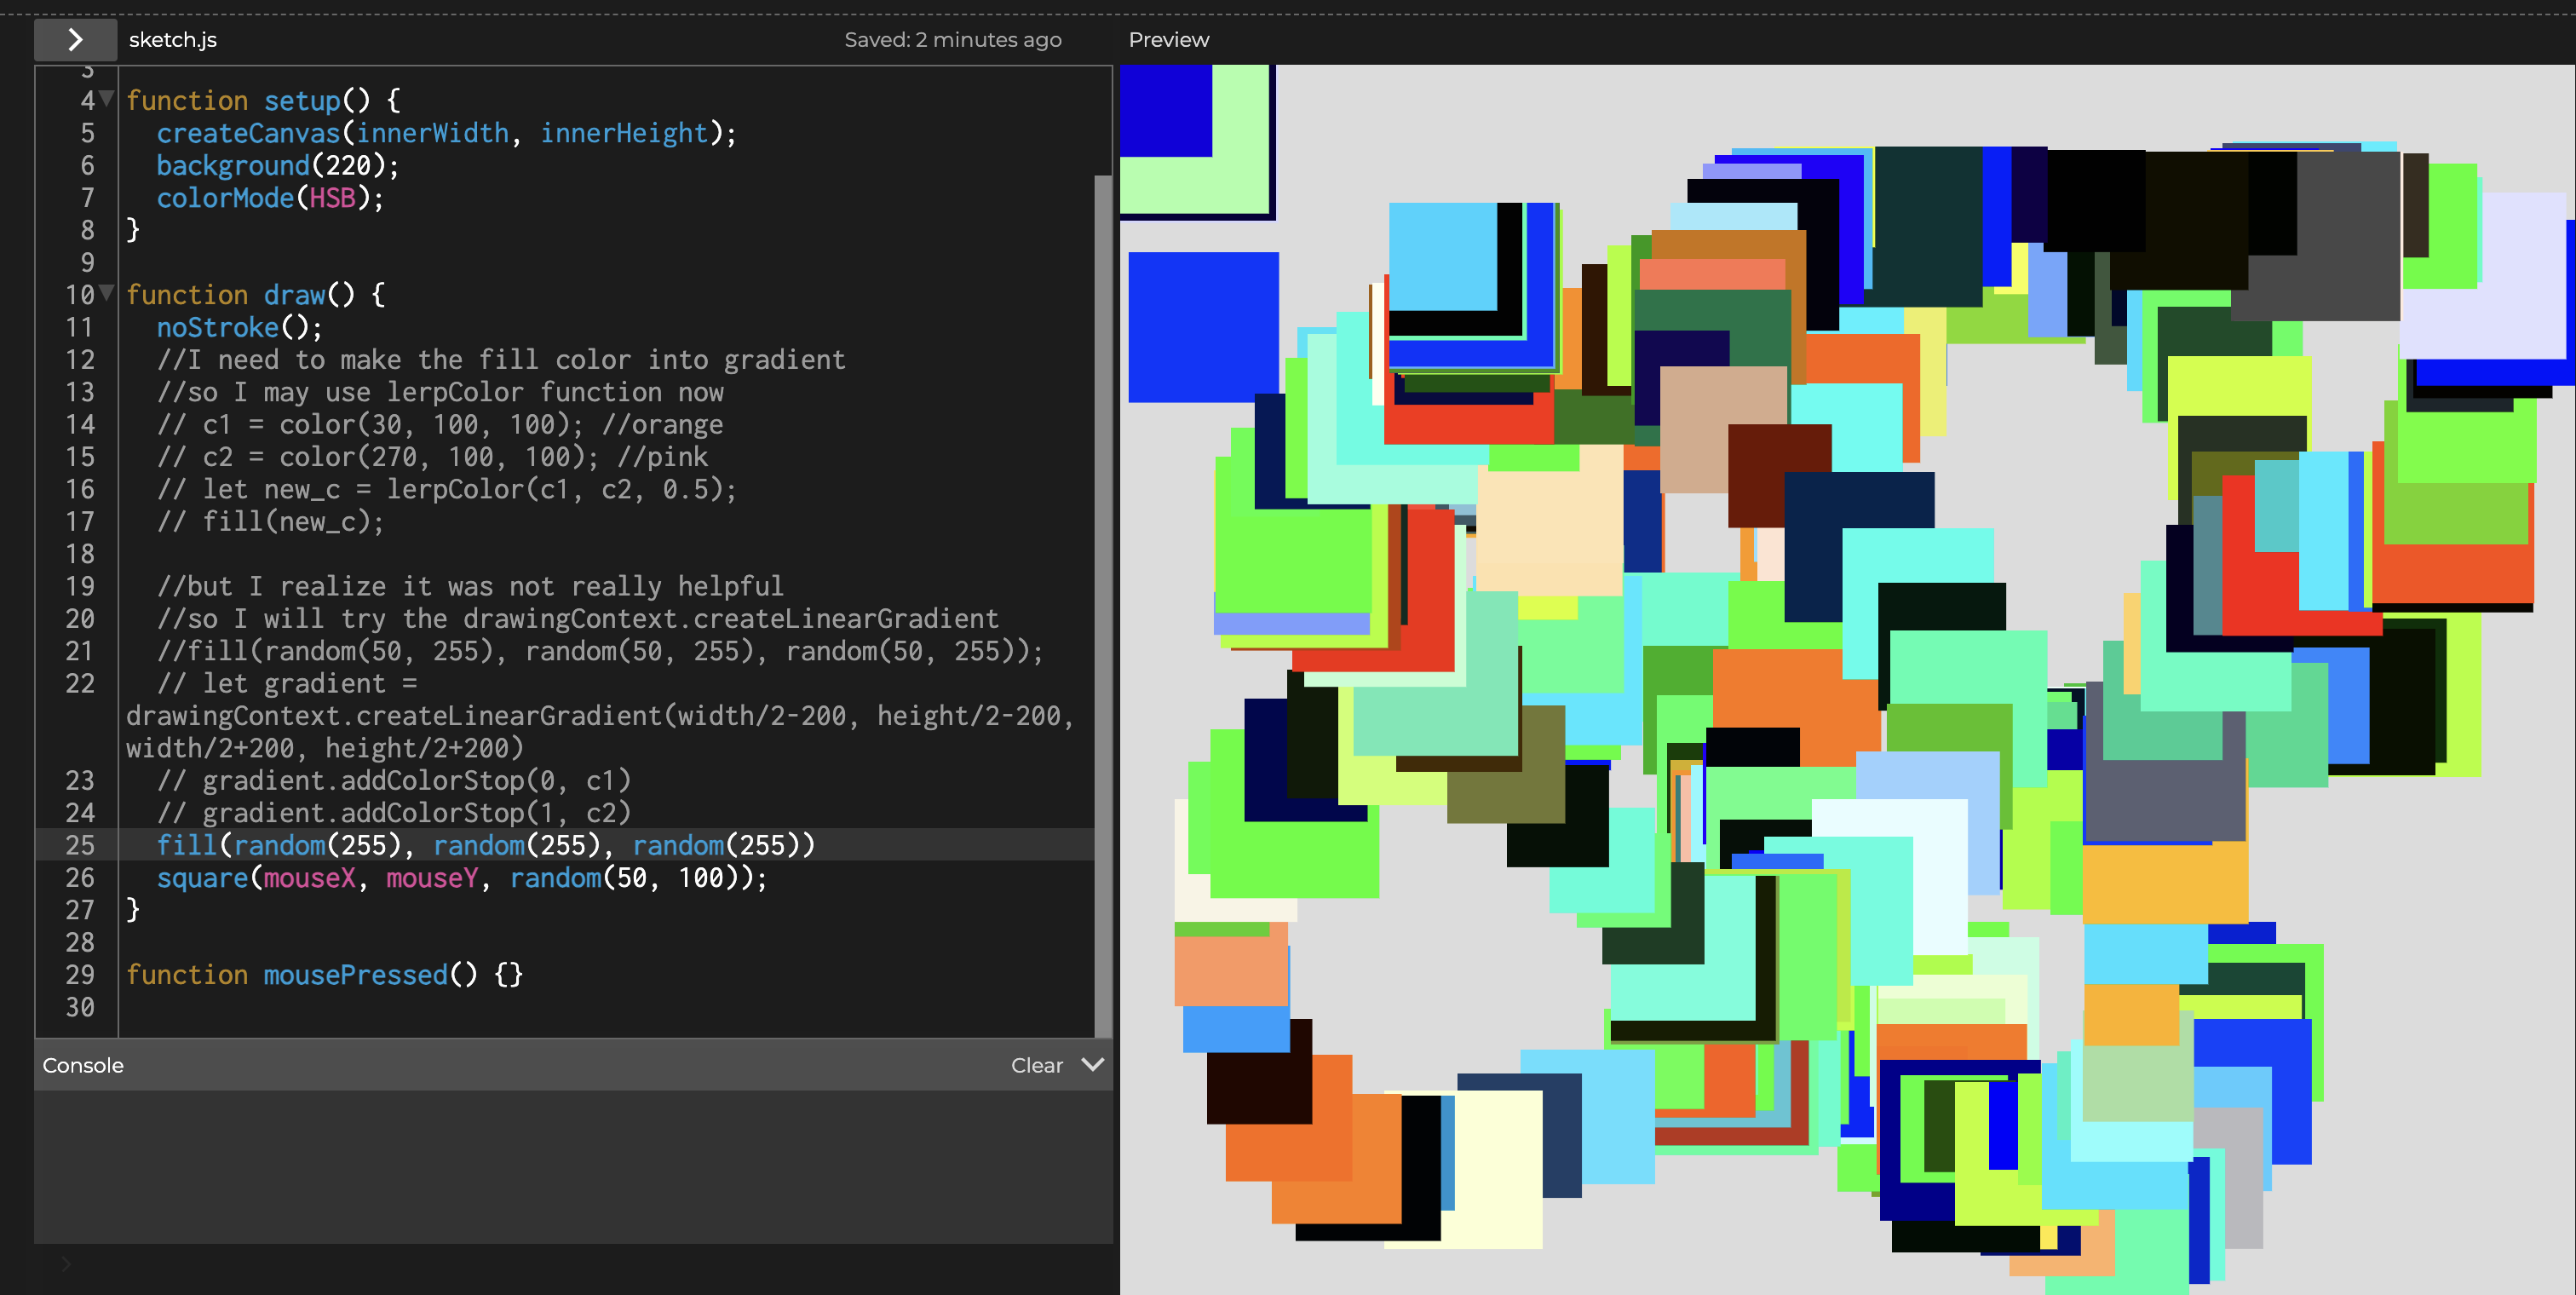 sketch.js
Saved: 2 minutes ago
Preview
3
4 function setup() {
5 createCanvas(innerWidth, innerHeight);
6 background(220);
7 colorMode(HSB);
8 }
9
10 function draw() {
11 noStroke();
12 //I need to make the fill color into gradient
13 //so I may use lerpColor function now
14 // c1 = color(30, 100, 100); //orange
15 // c2 = color(270, 100, 100); //pink
16 // let new_c = lerpColor(c1, c2, 0.5);
17 // fill(new_c);
18
19 //but I realize it was not really helpful
20 //so I will try the drawingContext.createLinearGradient
21 //fill(random(50, 255), random(50, 255), random(50, 255));
22 // let gradient =
drawingContext.createLinearGradient(width/2-200, height/2-200,
width/2+200, height/2+200)
23 // gradient.addColorStop(0, c1)
24 // gradient.addColorStop(1, c2)
25 fill(random(255), random(255), random(255))
26 square(mouseX, mouseY, random(50, 100));
27 }
28
29 function mousePressed() {}
30
Console
Clear